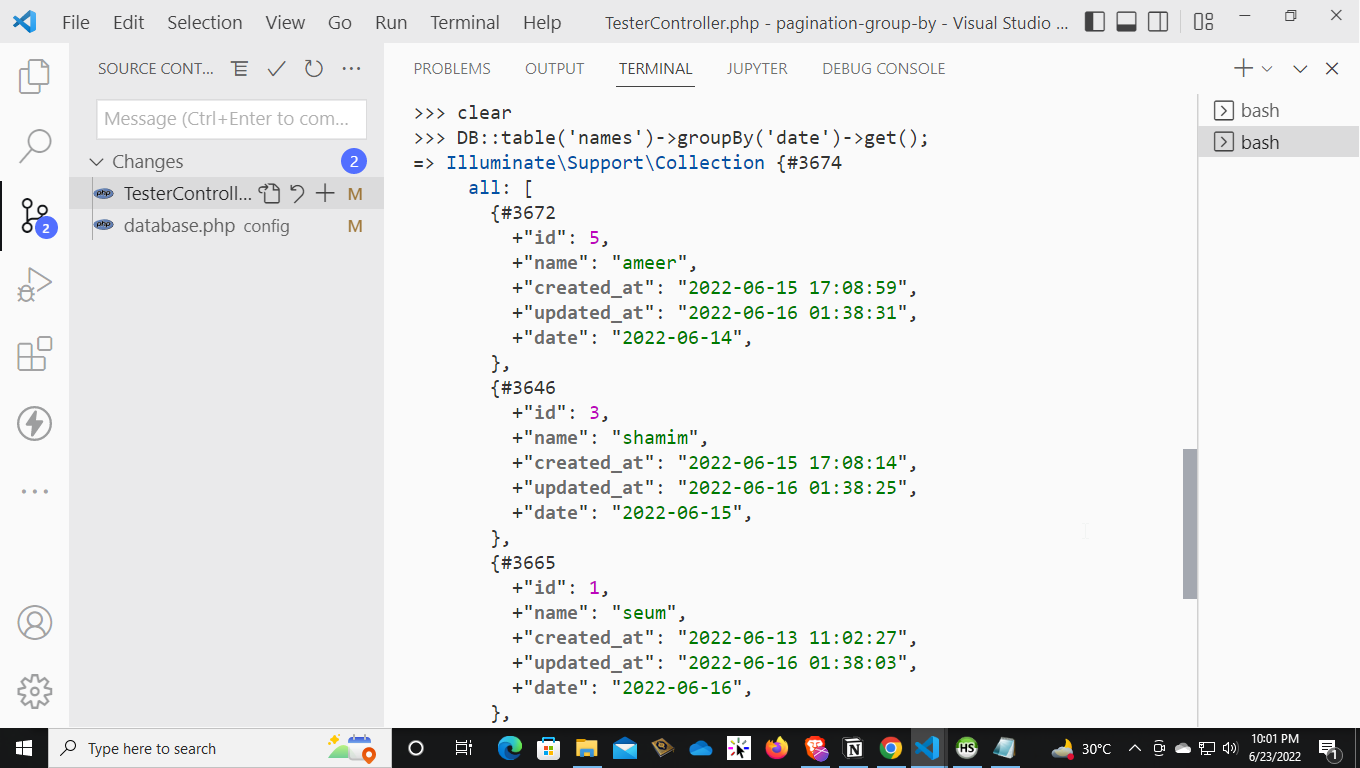 File Edit Selection View Go Run Terminal Help TesterController.php - pagination-group-by - Visual Studio ...
SOURCE CONT...
PROBLEMS OUTPUT TERMINAL JUPYTER DEBUG CONSOLE
Message (Ctrl+Enter to com...
Changes 2
TesterControll... M
database.php config M
2
>>> clear
>>> DB::table('names')->groupBy('date')->get();
=> Illuminate\Support\Collection {#3674
all: [
{#3672
+"id": 5,
+"name": "ameer",
+"created_at": "2022-06-15 17:08:59",
+"updated_at": "2022-06-16 01:38:31",
+"date": "2022-06-14",
},
{#3646
+"id": 3,
+"name": "shamim",
+"created_at": "2022-06-15 17:08:14",
+"updated_at": "2022-06-16 01:38:25",
+"date": "2022-06-15",
},
{#3665
+"id": 1,
+"name": "seum",
+"created_at": "2022-06-13 11:02:27",
+"updated_at": "2022-06-16 01:38:03",
+"date": "2022-06-16",
},
bash
bash
Type here to search
HS
30°C
10:01 PM
6/23/2022
1